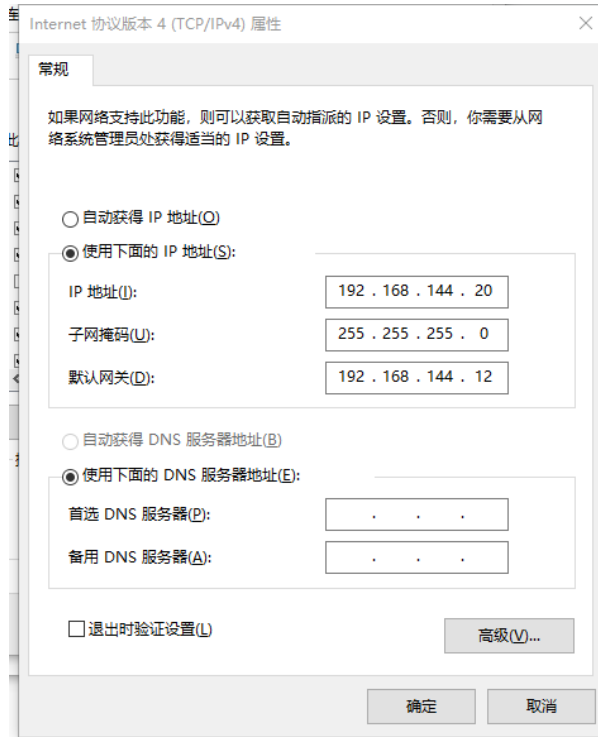 Internet 协议版本 4 (TCP/IPv4) 属性
常规
如果网络支持此功能，则可以获取自动指派的 IP 设置。否则，你需要从网
络系统管理员处获得适当的 IP 设置。
自动获得 IP 地址(O)
使用下面的 IP 地址(S):
IP 地址(I): 192 . 168 . 144 . 20
子网掩码(U): 255 . 255 . 255 . 0
默认网关(D): 192 . 168 . 144 . 12
自动获得 DNS 服务器地址(B)
使用下面的 DNS 服务器地址(E):
首选 DNS 服务器(P): . . .
备用 DNS 服务器(A): . . .
退出时验证设置(L)
高级(V)...
确定 取消